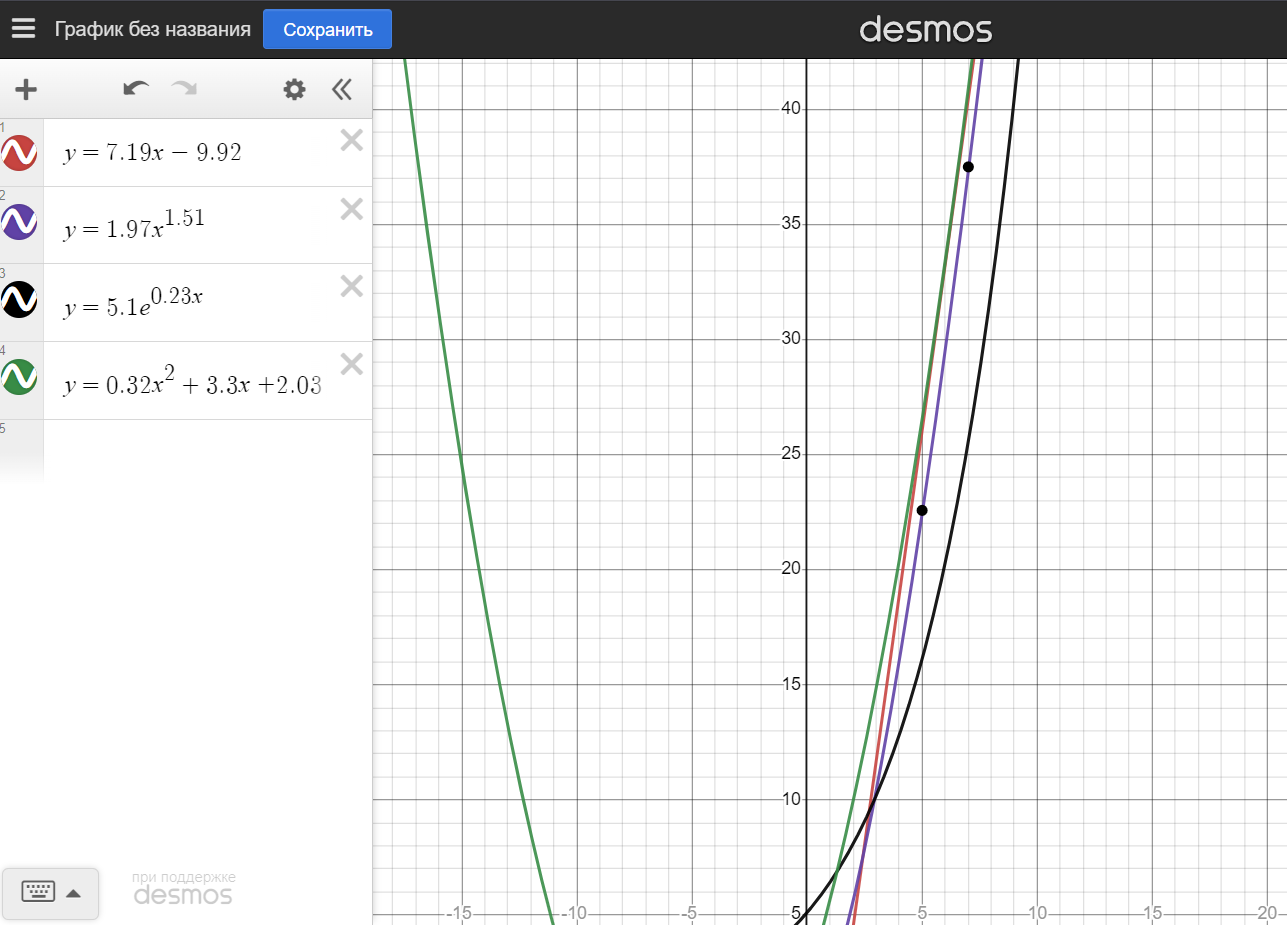 График без названия
Сохранить
desmos
1
y = 7.19x − 9.92
2
y = 1.97x^1.51
3
y = 5.1e^0.23x
4
y = 0.32x^2 + 3.3x +2.03
5
при поддержке
desmos
40
35
30
25
20
15
10
5
-15
-10
-5
5
10
15
20